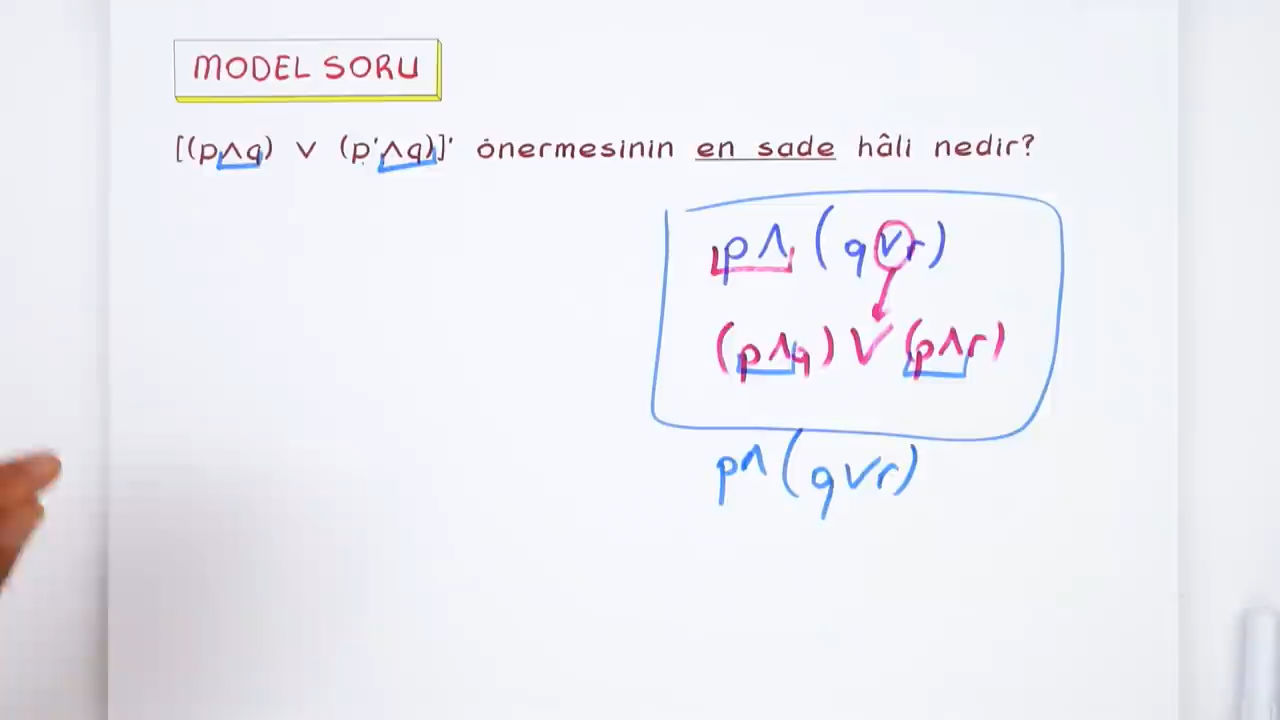 MODEL SORU
[(p∧q) ∨ (p'∧q)]' önermesinin en sade hâli nedir?
p∧(q∨r)
(p∧q)∨(p∧r)
p∧(q∨r)